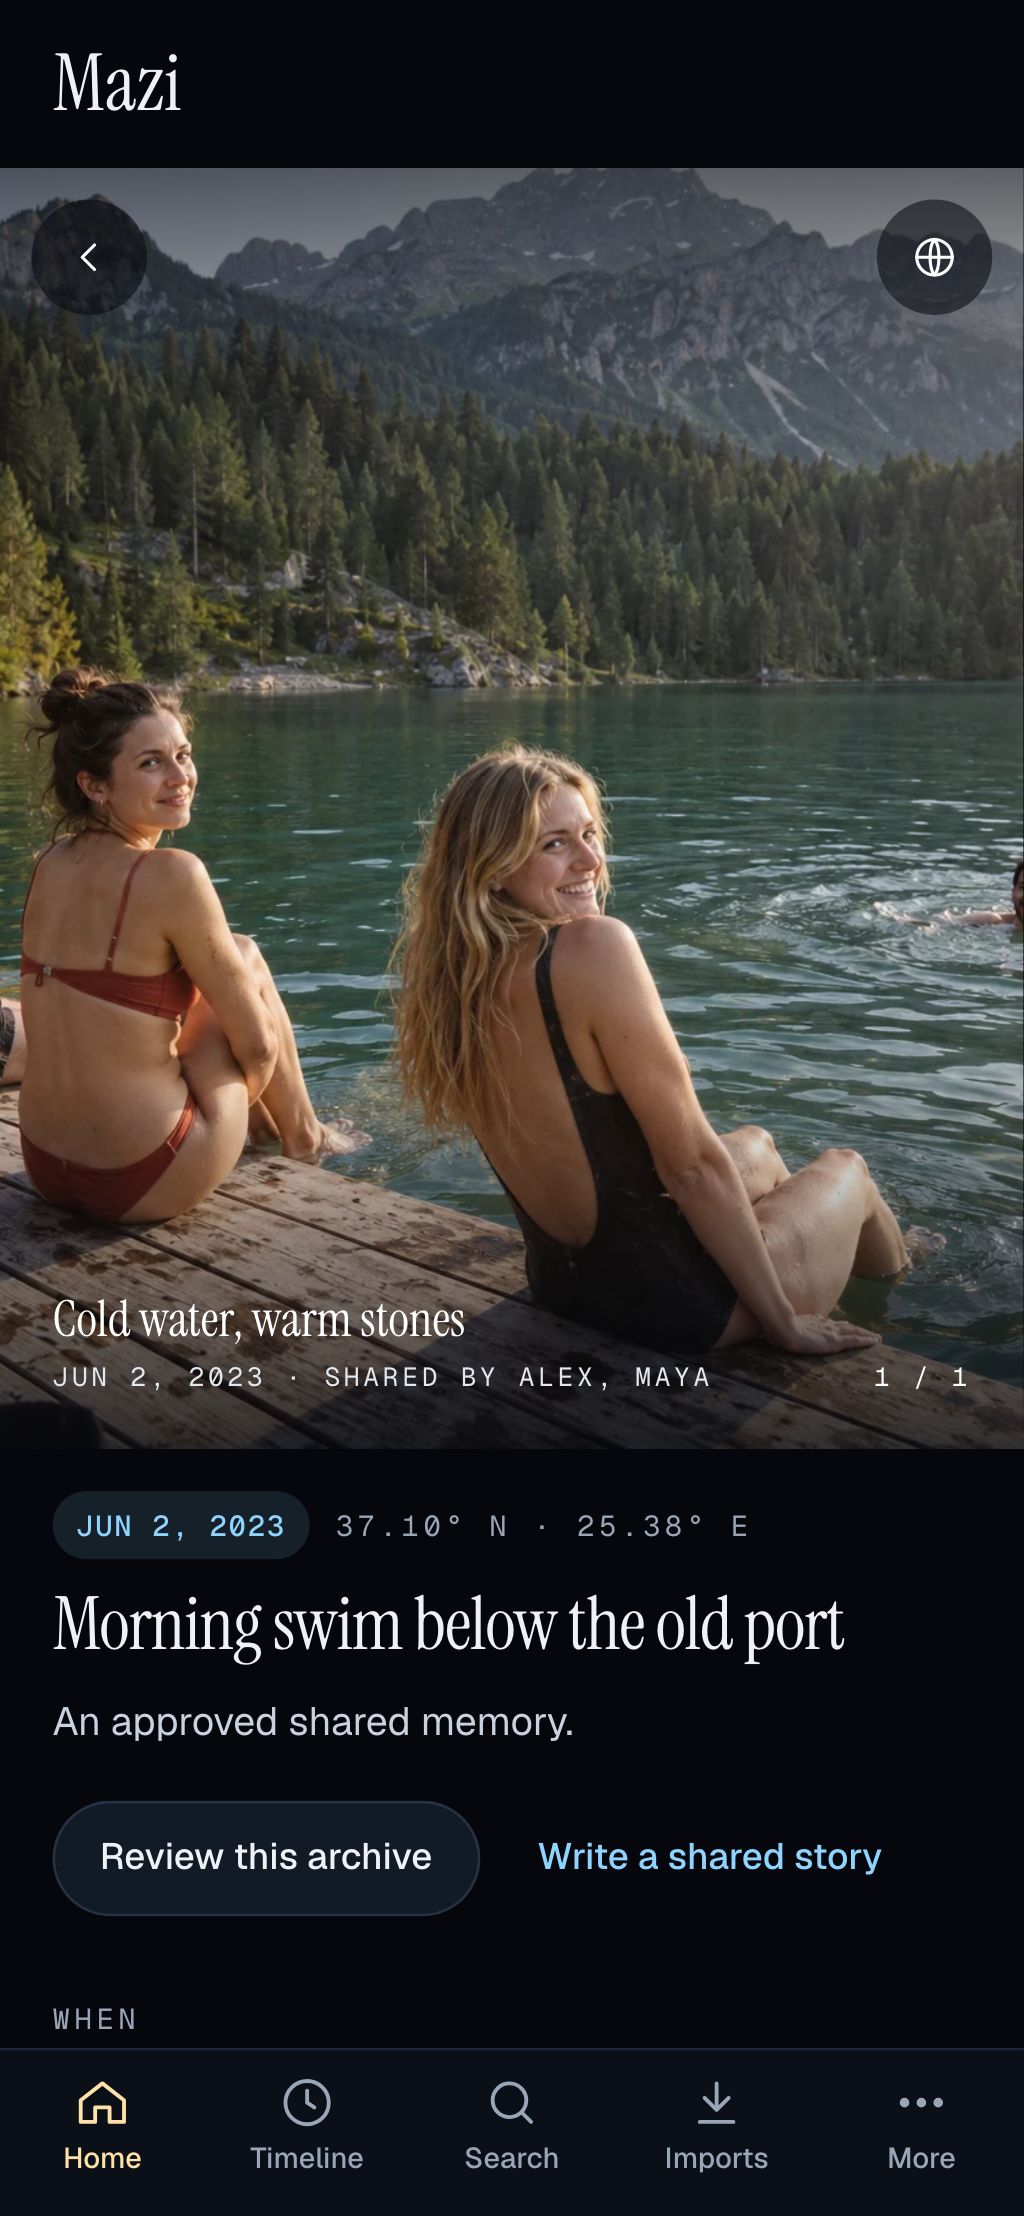 Mazi
Cold water, warm stones
JUN 2, 2023 · SHARED BY ALEX, MAYA 1 / 1
JUN 2, 2023 37.10° N · 25.38° E
Morning swim below the old port
An approved shared memory.
Review this archive Write a shared story
WHEN
Home Timeline Search Imports More